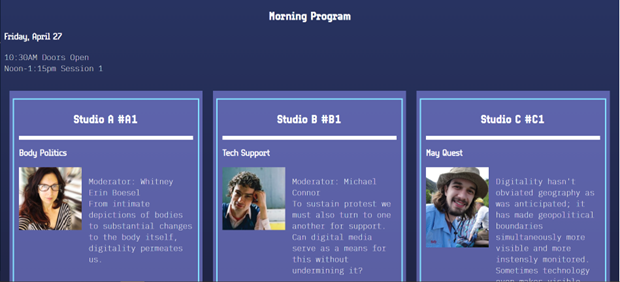 Morning Program
Friday, April 27
10:30AM Doors Open
Noon-1:15pm Session 1
Studio A #A1
Body Politics
Moderator: Whitney
Erin Boesel
From intimate
depictions of bodies
to substantial changes
to the body itself,
digitality permeates
us.
Studio B #B1
Tech Support
Moderator: Michael
Connor
To sustain protest we
must also turn to one
another for support.
Can digital media
serve as a means for
this without
undermining it?
Studio C #C1
May Quest
Digitality hasn't
obviated geography as
was anticipated; it
has made geopolitical
boundaries
simultaneously more
visible and more
instensly monitored.
Sometimes technology
even makes visible